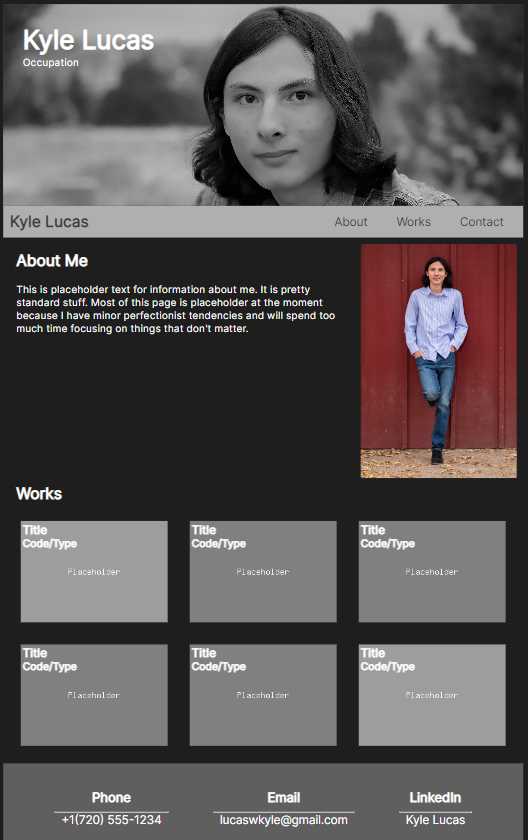 Kyle Lucas
Occupation
Kyle Lucas
About
Works
Contact
About Me
This is placeholder text for information about me. It is pretty
standard stuff. Most of this page is placeholder at the moment
because I have minor perfectionist tendencies and will spend too
much time focusing on things that don't matter.
Works
Title
Code/Type
Placeholder
Title
Code/Type
Placeholder
Title
Code/Type
Placeholder
Title
Code/Type
Placeholder
Title
Code/Type
Placeholder
Title
Code/Type
Placeholder
Phone
+1(720) 555-1234
Email
lucaswkyle@gmail.com
LinkedIn
Kyle Lucas